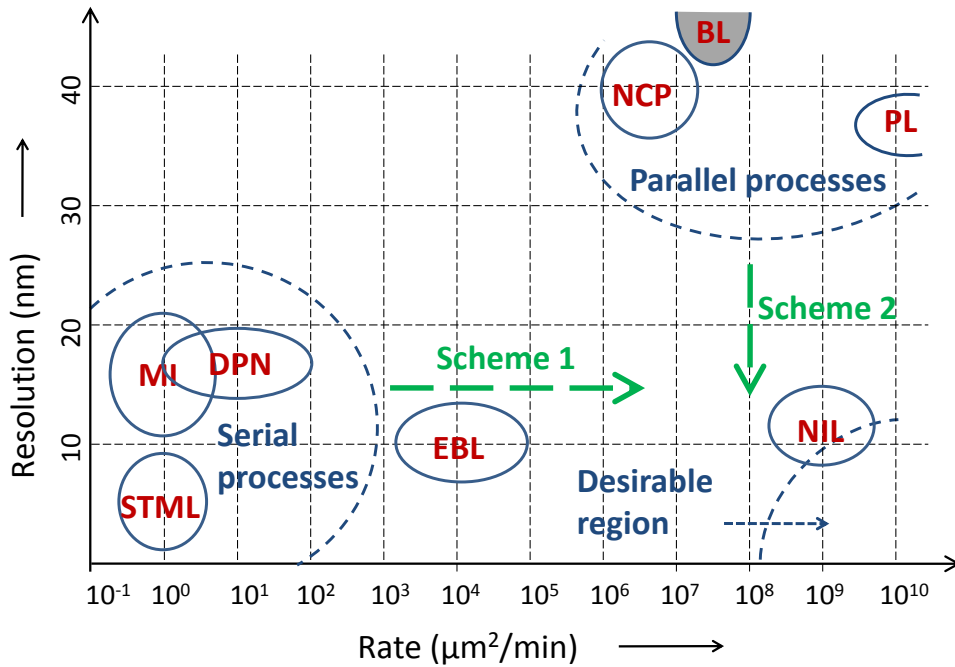 BL
NCP
PL
40
Parallel processes
30
20
Scheme 2
MI
DPN
Scheme 1
10
Serial
processes
EBL
NIL
STML
Desirable
region
Resolution (nm)
10⁻¹ 10⁰ 10¹ 10² 10³ 10⁴ 10⁵ 10⁶ 10⁷ 10⁸ 10⁹ 10¹⁰
Rate (µm²/min)